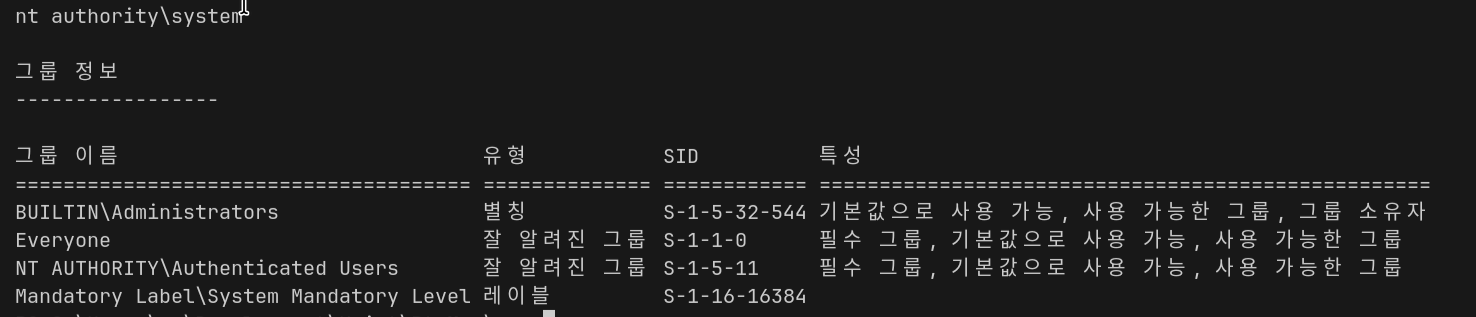 nt authority\system
그룹 정보
-----------------
그룹 이름 유형 SID 특성
====================================== ============== ============ ===================================================
BUILTIN\Administrators 별칭 S-1-5-32-544 기본값으로 사용 가능, 사용 가능한 그룹, 그룹 소유자
Everyone 잘 알려진 그룹 S-1-1-0 필수 그룹, 기본값으로 사용 가능, 사용 가능한 그룹
NT AUTHORITY\Authenticated Users 잘 알려진 그룹 S-1-5-11 필수 그룹, 기본값으로 사용 가능, 사용 가능한 그룹
Mandatory Label\System Mandatory Level 레이블 S-1-16-16384